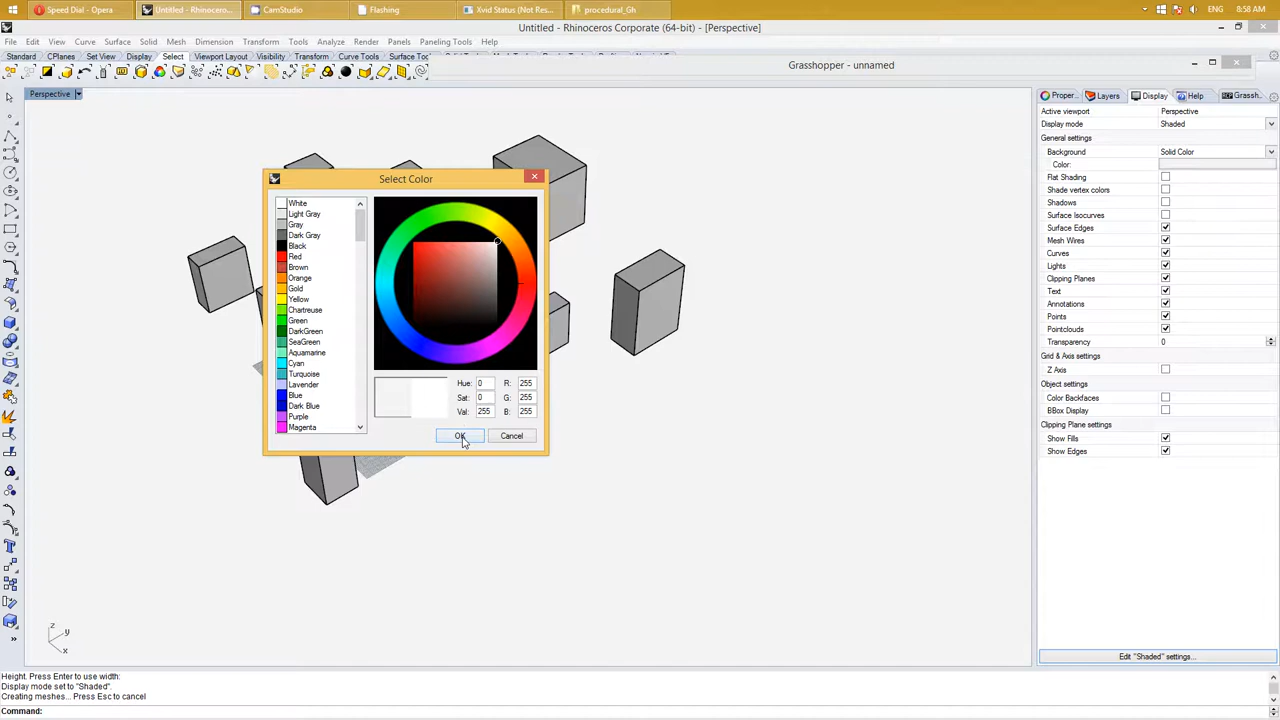 Speed Dial - Opera
Untitled - Rhinocero...
CamStudio
Flashing
Xvid Status (Not Res...
procedural_Gh
ENG
8:58 AM
Untitled - Rhinoceros Corporate (64-bit) - [Perspective]
File Edit View Curve Surface Solid Mesh Dimension Transform Tools Analyze Render Panels Paneling Tools Help
Standard CPlanes Set View Display Select Viewport Layout Visibility Transform Curve Tools Surface Too
Grasshopper - unnamed
Perspective
Proper... Layers Display Help Grassh...
Active viewport Perspective
Display mode Shaded
General settings
Background Solid Color
Color:
Flat Shading
Shade vertex colors
Shadows
Surface Isocurves
Surface Edges
Mesh Wires
Curves
Lights
Clipping Planes
Text
Annotations
Points
Pointclouds
Transparency 0
Grid & Axis settings
Z Axis
Object settings
Color Backfaces
BBox Display
Clipping Plane settings
Show Fills
Show Edges
Edit "Shaded" settings...
Select Color
White
Light Gray
Gray
Dark Gray
Black
Red
Brown
Orange
Gold
Yellow
Chartreuse
Green
DarkGreen
SeaGreen
Aquamarine
Cyan
Turquoise
Lavender
Blue
Dark Blue
Purple
Magenta
Hue: 0 R: 255
Sat: 0 G: 255
Val: 255 B: 255
OK Cancel
z
y
x
Height. Press Enter to use width:
Display mode set to "Shaded".
Creating meshes... Press Esc to cancel
Command: